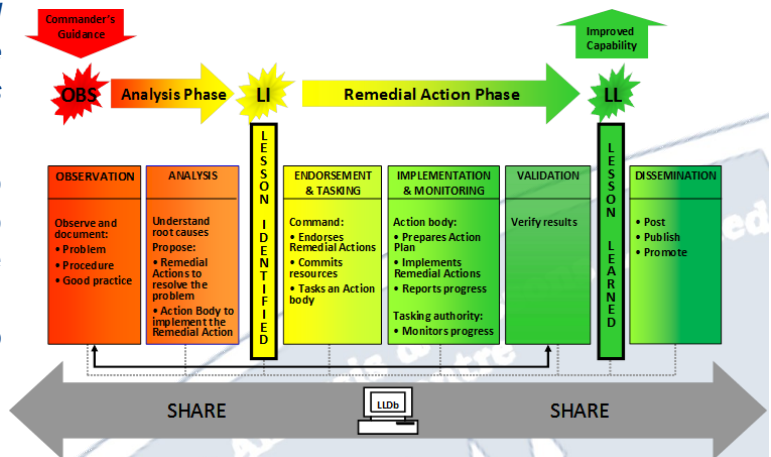 Commander's
Guidance
Improved
Capability
OBS
Analysis Phase
LI
Remedial Action Phase
LL
OBSERVATION
Observe and
document:
• Problem
• Procedure
• Good practice
ANALYSIS
Understand
root causes
Propose:
• Remedial
Actions to
resolve the
problem
• Action Body to
implement the
Remedial Action
LESSON IDENTIFIED
ENDORSEMENT
& TASKING
Command:
• Endorses
Remedial Actions
• Commits
resources
• Tasks an Action
body
IMPLEMENTATION
& MONITORING
Action body:
• Prepares Action
Plan
• Implements
Remedial Actions
• Reports progress
Tasking authority:
• Monitors progress
VALIDATION
Verify results
LESSON LEARNED
DISSEMINATION
• Post
• Publish
• Promote
SHARE
LLDb
SHARE